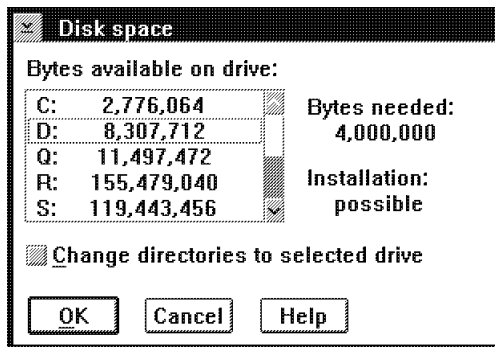 Disk space
Bytes available on drive:
C: 2,776,064
D: 8,307,712
Q: 11,497,472
R: 155,479,040
S: 119,443,456
Bytes needed:
4,000,000
Installation:
possible
Change directories to selected drive
OK Cancel Help